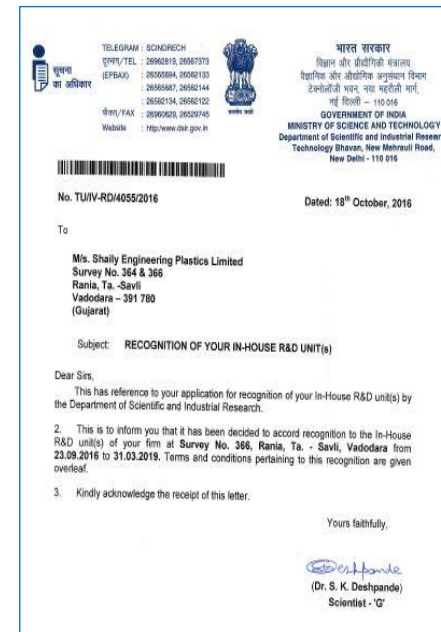 सूचना
का अधिकार
TELEGRAM : SCINDRECH
दूरभाष/TEL : 26962819, 26567373
(EPBAX) : 26565694, 26562133
: 26565687, 26562144
: 26562134, 26562122
फैक्स/FAX : 26960629, 26529745
Website : http:/www.dsir.gov.in
सत्यमेव जयते
भारत सरकार
विज्ञान और प्रौद्योगिकी मंत्रालय
वैज्ञानिक और औद्योगिक अनुसंधान विभाग
टेक्नोलॉजी भवन, नया महरौली मार्ग,
नई दिल्ली – 110 016
GOVERNMENT OF INDIA
MINISTRY OF SCIENCE AND TECHNOLOGY
Department of Scientific and Industrial Resear
Technology Bhavan, New Mehrauli Road,
New Delhi - 110 016
No. TU/IV-RD/4055/2016
Dated: 18th October, 2016
To
M/s. Shaily Engineering Plastics Limited
Survey No. 364 & 366
Rania, Ta. -Savli
Vadodara – 391 780
(Gujarat)
Subject: RECOGNITION OF YOUR IN-HOUSE R&D UNIT(s)
Dear Sirs,
This has reference to your application for recognition of your In-House R&D unit(s) by
the Department of Scientific and Industrial Research.
2. This is to inform you that it has been decided to accord recognition to the In-House
R&D unit(s) of your firm at Survey No. 366, Rania, Ta. - Savli, Vadodara from
23.09.2016 to 31.03.2019. Terms and conditions pertaining to this recognition are given
overleaf.
3. Kindly acknowledge the receipt of this letter.
Yours faithfully,
Deshpande
(Dr. S. K. Deshpande)
Scientist - 'G'